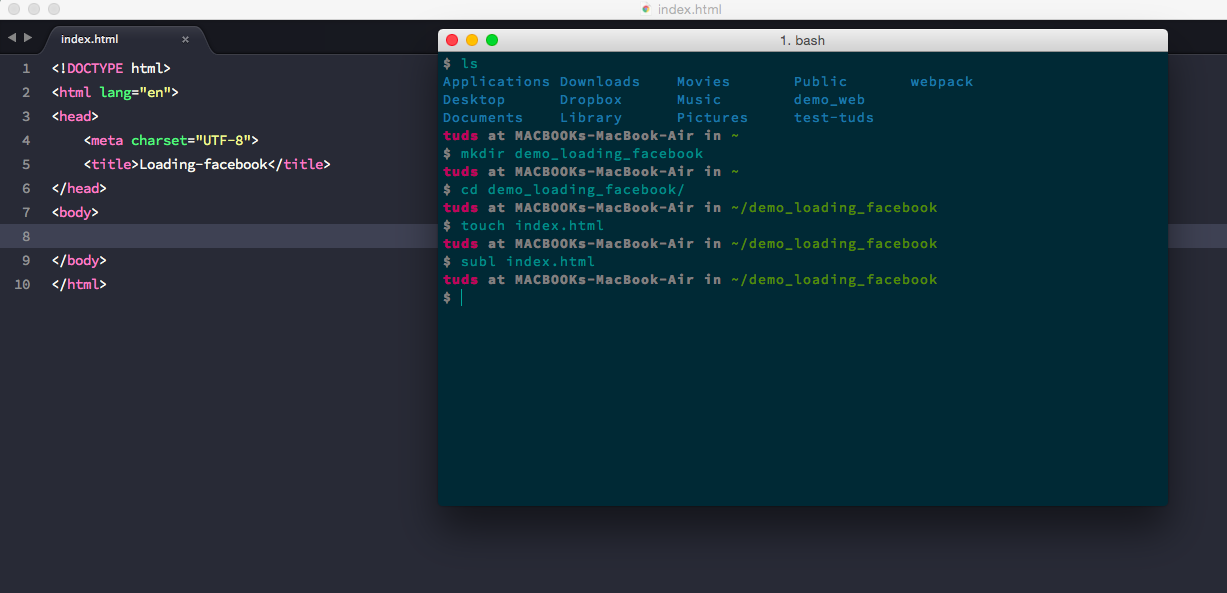 index.html
index.html ×
1 <!DOCTYPE html>
2 <html lang="en">
3 <head>
4     <meta charset="UTF-8">
5     <title>Loading-facebook</title>
6 </head>
7 <body>
8
9 </body>
10 </html>
1. bash
$ ls
Applications Downloads Movies Public webpack
Desktop Dropbox Music demo_web
Documents Library Pictures test-tuds
tuds at MACBOOKs-MacBook-Air in ~
$ mkdir demo_loading_facebook
tuds at MACBOOKs-MacBook-Air in ~
$ cd demo_loading_facebook/
tuds at MACBOOKs-MacBook-Air in ~/demo_loading_facebook
$ touch index.html
tuds at MACBOOKs-MacBook-Air in ~/demo_loading_facebook
$ subl index.html
tuds at MACBOOKs-MacBook-Air in ~/demo_loading_facebook
$